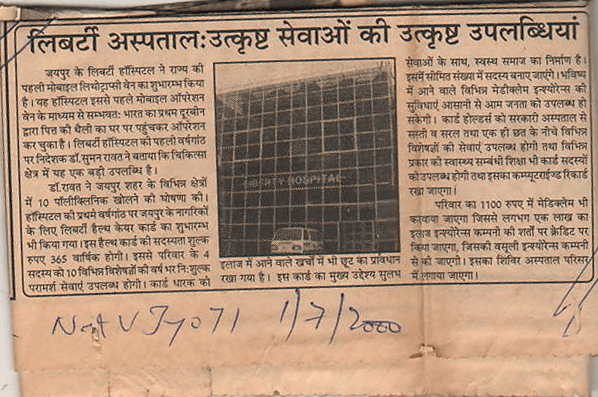 लिबर्टी अस्पताल:उत्कृष्ट सेवाओं की उत्कृष्ट उपलब्धियां
जयपुर के लिबर्टी हॉस्पिटल ने राज्य की
पहली मोबाइल लिथोट्राप्सी वेन का शुभारम्भ किया
है। यह हॉस्पिटल इससे पहले मोबाइल ऑपरेशन
वेन के माध्यम से सम्भवतः भारत का प्रथम दूरबीन
द्वारा पित्त की थैली का घर पर पहुंचकर ऑपरेशन
कर चुका है। लिबर्टी हॉस्पिटल की पहली वर्षगांठ
पर निदेशक डॉ.सुमन रावत ने बताया कि चिकित्सा
क्षेत्र में यह एक बड़ी उपलब्धि है।
डॉ.रावत ने जयपुर शहर के विभिन्न क्षेत्रों
में 10 पॉलीक्लिनिक खोलने की घोषणा की।
हॉस्पिटल की प्रथम वर्षगांठ पर जयपुर के नागरिकों
के लिए लिबर्टी हैल्थ केयर कार्ड का शुभारम्भ
भी किया गया। इस हैल्थ कार्ड की सदस्यता शुल्क
रुपए 365 वार्षिक होगी। इससे परिवार के 4
सदस्य को 10 विभिन्न विशेषज्ञों की वर्ष भर निःशुल्क
परामर्श सेवाएं उपलब्ध होगी। कार्ड धारक को
LIBERTY HOSPITAL
इलाज में आने वाले खर्चों में भी छूट का प्रावधान
रखा गया है। इस कार्ड का मुख्य उद्देश्य सुलभ
सेवाओं के साथ, स्वस्थ समाज का निर्माण है।
इसमें सीमित संख्या में सदस्य बनाए जाएंगे। भविष्य
में आने वाले विभिन्न मेडीक्लेम इन्श्योरेन्स की
सुविधाएं आसानी से आम जनता को उपलब्ध हो
सकेगी। कार्ड होल्डर्स को सरकारी अस्पताल से
सस्ती व सरल तथा एक ही छत के नीचे विभिन्न
विशेषज्ञों की सेवाएं उपलब्ध होगी तथा विभिन्न
प्रकार की स्वास्थ्य सम्बंधी शिक्षा भी कार्ड सदस्यों
को उपलब्ध होगी तथा इसका कम्प्यूटराईज्ड रिकार्ड
रखा जाएगा।
परिवार का 1100 रुपए में मेडिक्लेम भी
करवाया जाएगा जिससे लगभग एक लाख का
इलाज इन्श्योरेन्स कम्पनी की शर्तों पर क्रेडिट पर
किया जाएगा, जिसकी वसूली इन्श्योरेन्स कम्पनी
से की जाएगी। इसका शिविर अस्पताल परिसर
में लगाया जाएगा।
Nav Jyoti 1/7/2000